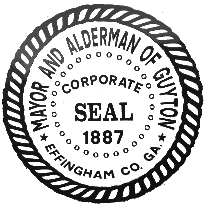 MAYOR AND ALDERMAN OF GUYTON
CORPORATE
SEAL
1887
★ EFFINGHAM CO. GA. ★